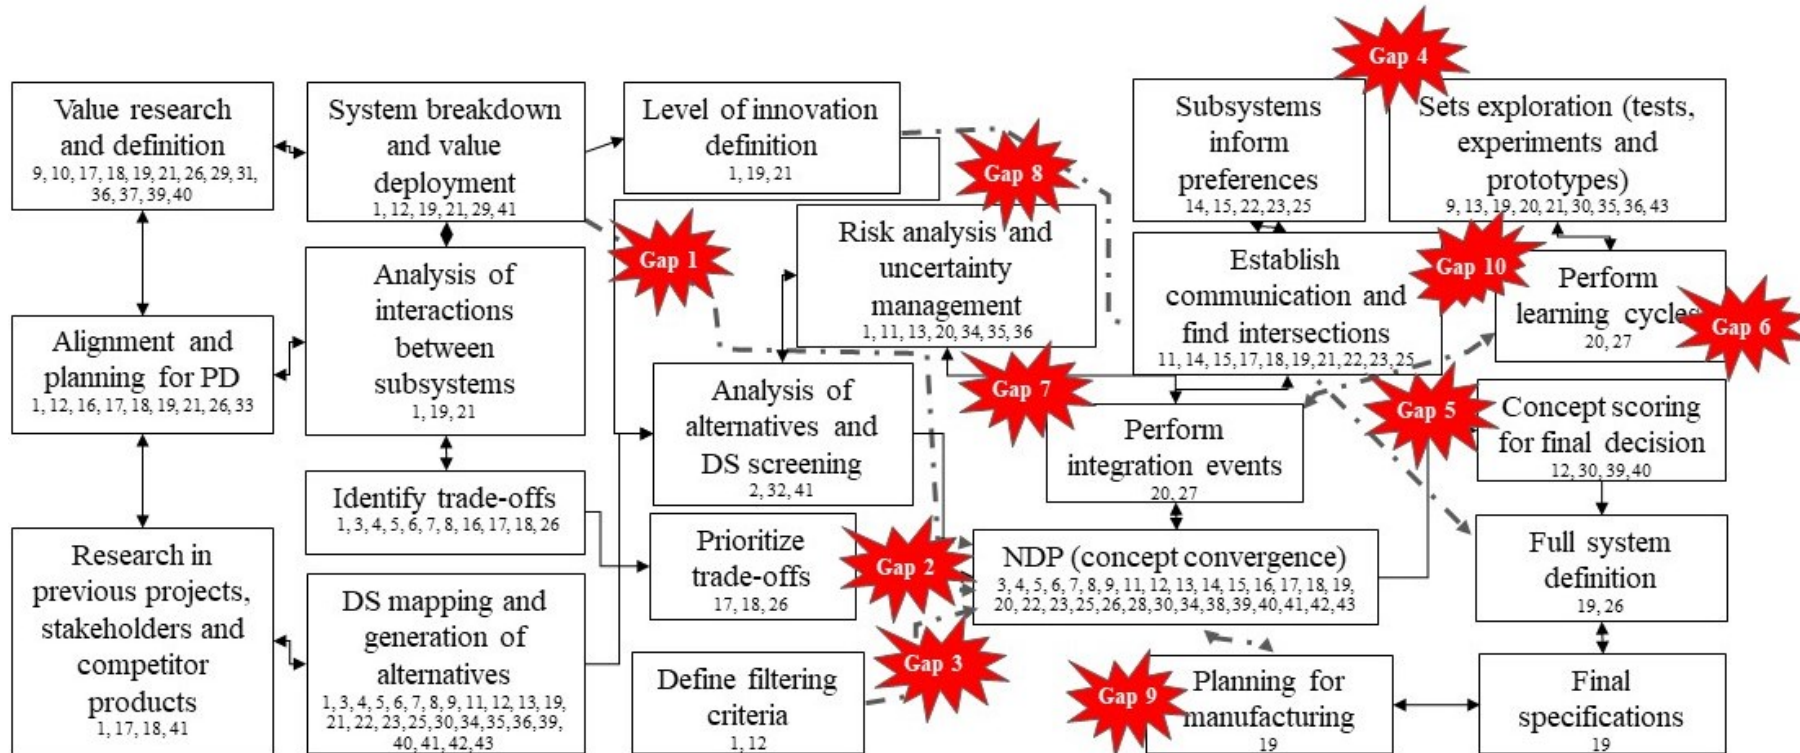 Value research
and definition
9, 10, 17, 18, 19, 21, 26, 29, 31,
36, 37, 39, 40
Alignment and
planning for PD
1, 12, 16, 17, 18, 19, 21, 26, 33
Research in
previous projects,
stakeholders and
competitor
products
1, 17, 18, 41
System breakdown
and value
deployment
1, 12, 19, 21, 29, 41
Analysis of
interactions
between
subsystems
1, 19, 21
Identify trade-offs
1, 3, 4, 5, 6, 7, 8, 16, 17, 18, 26
DS mapping and
generation of
alternatives
1, 3, 4, 5, 6, 7, 8, 9, 11, 12, 13, 19,
21, 22, 23, 25, 30, 34, 35, 36, 39,
40, 41, 42, 43
Level of innovation
definition
1, 19, 21
Gap 1
Risk analysis and
uncertainty
management
1, 11, 13, 20, 34, 35, 36
Gap 8
Analysis of
alternatives and
DS screening
2, 32, 41
Gap 7
Prioritize
trade-offs
17, 18, 26
Gap 2
Define filtering
criteria
1, 12
Gap 3
Gap 4
Subsystems
inform
preferences
14, 15, 22, 23, 25
Sets exploration (tests,
experiments and
prototypes)
9, 13, 19, 20, 21, 30, 35, 36, 43
Establish
communication and
find intersections
11, 14, 15, 17, 18, 19, 21, 22, 23, 25
Gap 10
Perform
learning cycles
20, 27
Gap 6
Perform
integration events
20, 27
Gap 5
Concept scoring
for final decision
12, 30, 39, 40
NDP (concept convergence)
3, 4, 5, 6, 7, 8, 9, 11, 12, 13, 14, 15, 16, 17, 18, 19,
20, 22, 23, 25, 26, 28, 30, 34, 38, 39, 40, 41, 42, 43
Full system
definition
19, 26
Gap 9
Planning for
manufacturing
19
Final
specifications
19